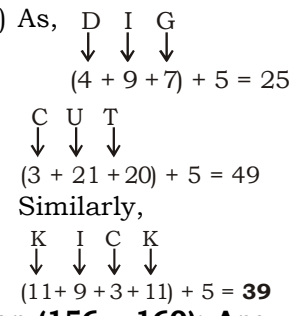 ) As, D I G
↓ ↓ ↓
(4 + 9 + 7) + 5 = 25
C U T
↓ ↓ ↓
(3 + 21 + 20) + 5 = 49
Similarly,
K I C K
↓ ↓ ↓ ↓
(11+ 9 + 3 + 11) + 5 = 39